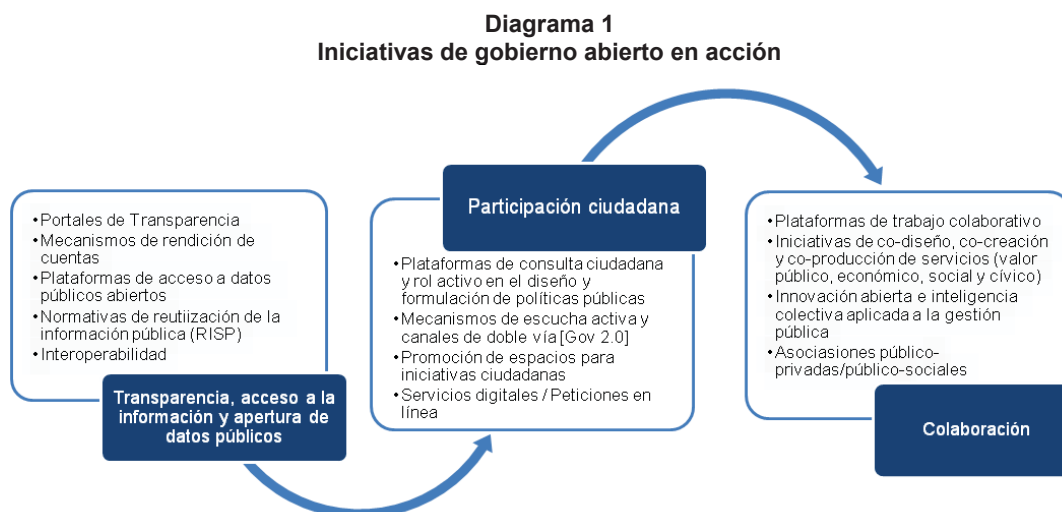 Diagrama 1
Iniciativas de gobierno abierto en acción
•Portales de Transparencia
•Mecanismos de rendición de
cuentas
•Plataformas de acceso a datos
públicos abiertos
•Normativas de reutiización de la
información pública (RISP)
•Interoperabilidad
Transparencia, acceso a la
información y apertura de
datos públicos
Participación ciudadana
•Plataformas de consulta ciudadana
y rol activo en el diseño y
formulación de políticas públicas
•Mecanismos de escucha activa y
canales de doble vía [Gov 2.0]
•Promoción de espacios para
iniciativas ciudadanas
•Servicios digitales / Peticiones en
línea
•Plataformas de trabajo colaborativo
•Iniciativas de co-diseño, co-creación
y co-producción de servicios (valor
público, económico, social y cívico)
•Innovación abierta e inteligencia
colectiva aplicada a la gestión
pública
•Asociasiones público-
privadas/público-sociales
Colaboración